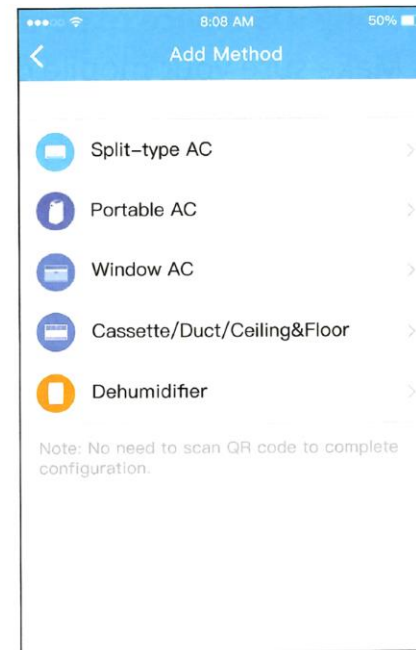 8:08 AM
50%
Add Method
Split-type AC
Portable AC
Window AC
Cassette/Duct/Ceiling&Floor
Dehumidifier
Note: No need to scan QR code to complete
configuration.